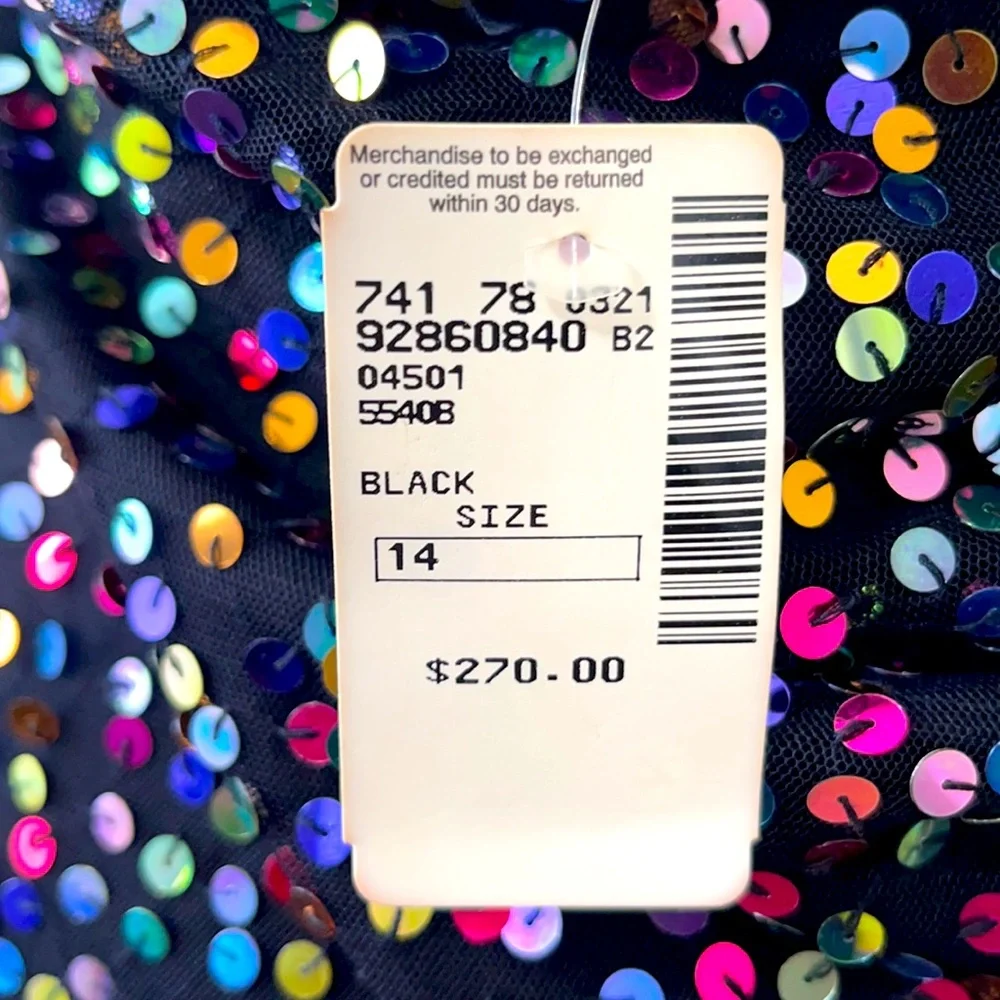 Merchandise to be exchanged
or credited must be returned
within 30 days.
741 78 0321
92860840 B2
04501
5540B
BLACK
SIZE
14
$270.00